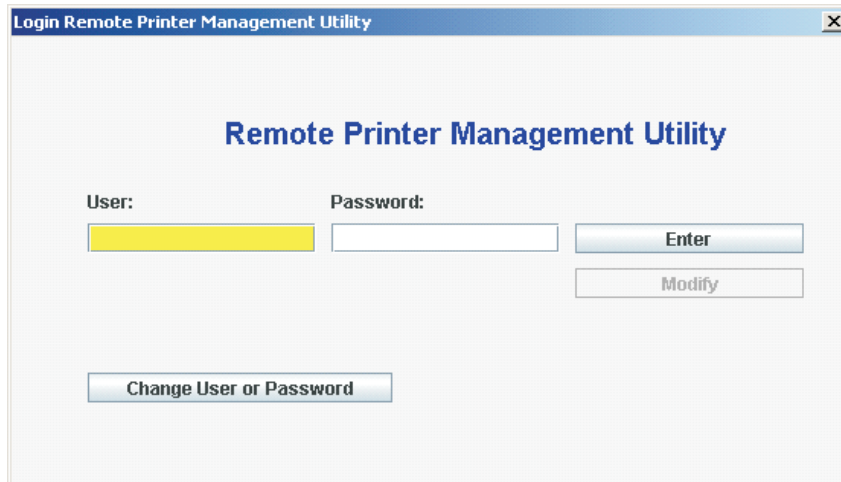 Login Remote Printer Management Utility
Remote Printer Management Utility
User: Password:
Enter
Modify
Change User or Password